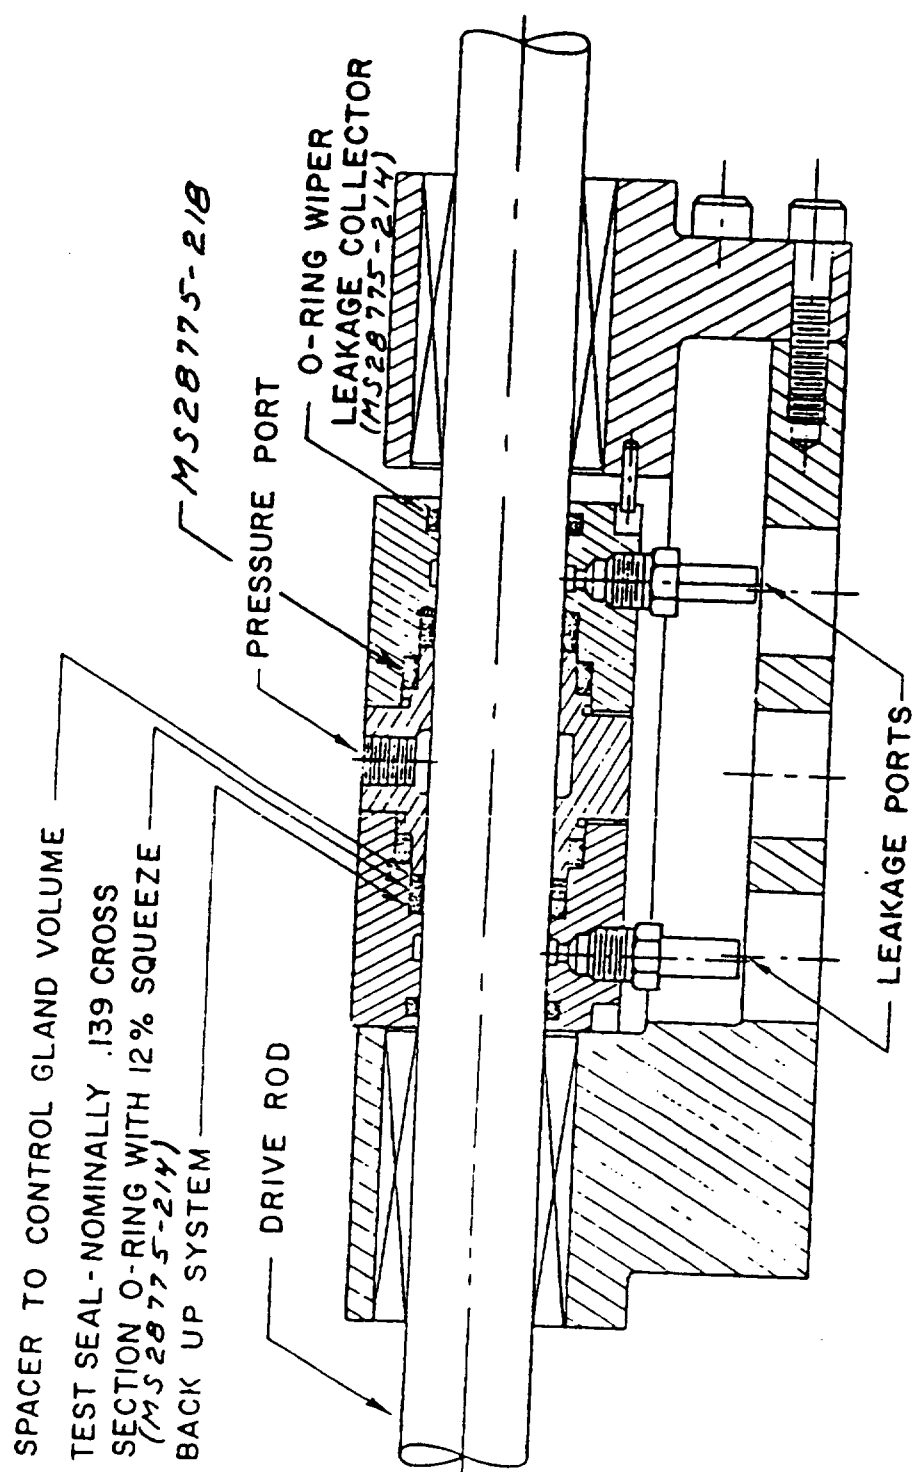 SPACER TO CONTROL GLAND VOLUME
TEST SEAL-NOMINALLY .139 CROSS
SECTION O-RING WITH 12% SQUEEZE
(MS28775-214)
BACK UP SYSTEM
DRIVE ROD
MS28775-218
PRESSURE PORT
O-RING WIPER
LEAKAGE COLLECTOR
(MS28775-214)
LEAKAGE PORTS